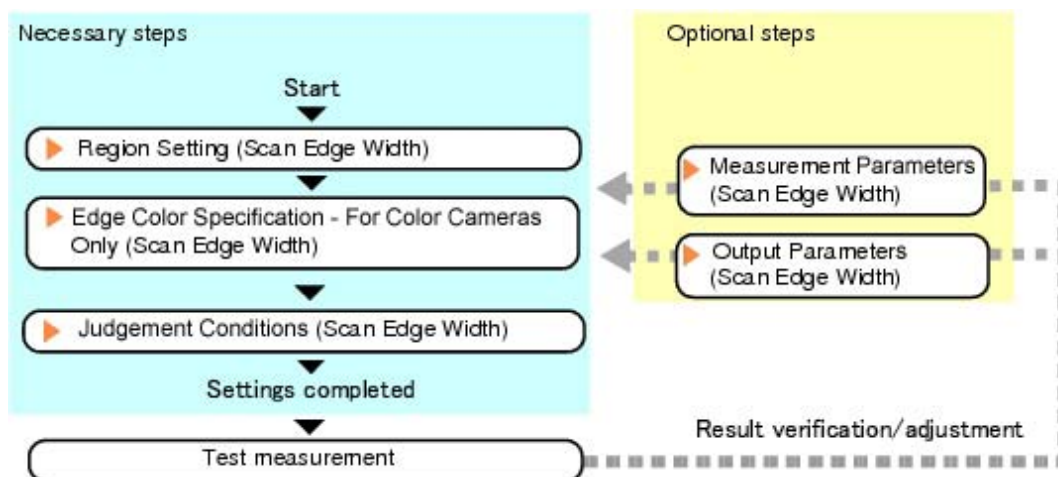 Necessary steps
Start
Region Setting (Scan Edge Width)
Edge Color Specification - For Color Cameras
Only (Scan Edge Width)
Judgement Conditions (Scan Edge Width)
Settings completed
Test measurement
Optional steps
Measurement Parameters
(Scan Edge Width)
Output Parameters
(Scan Edge Width)
Result verification/adjustment